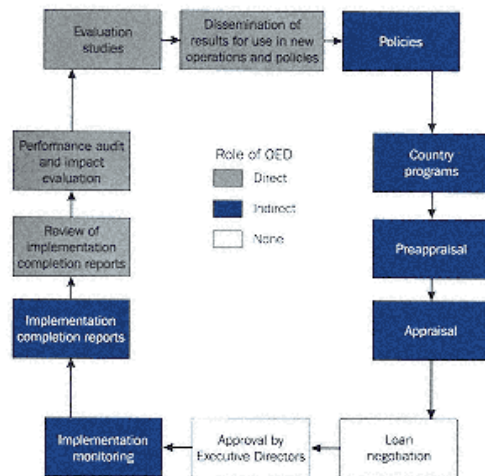 Evaluation
studies
Dissemination of
results for use in new
operations and policies
Policies
Performance audit
and impact
evaluation
Role of OED
Direct
Indirect
None
Country
programs
Review of
implementation
completion reports
Preappraisal
Implementation
completion reports
Appraisal
Implementation
monitoring
Approval by
Executive Directors
Loan
negotiation